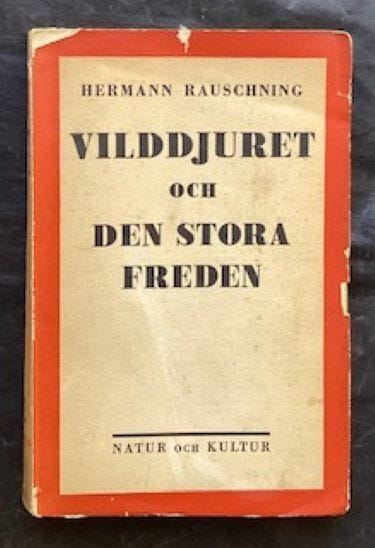 HERMANN RAUSCHNING
VILDDJURET
OCH
DEN STORA
FREDEN
NATUR OCH KULTUR